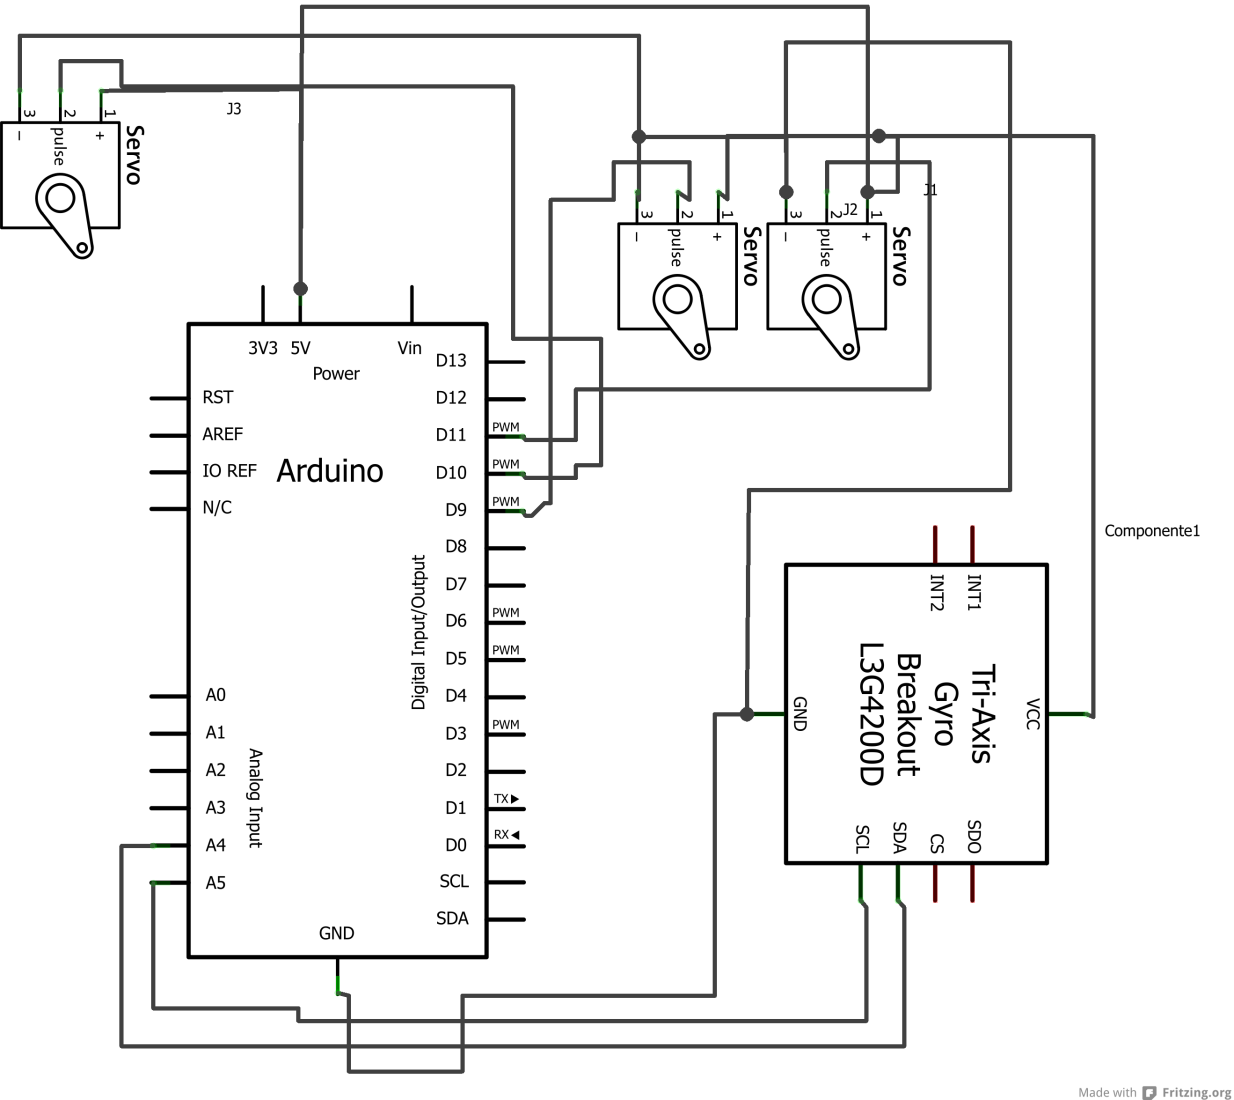 J3
1
2
3
+
pulse
−
Servo
J1
J2
3
2
1
−
pulse
+
Servo
3
2
1
−
pulse
+
Servo
3V3 5V Vin
Power
D13
RST D12
AREF D11 PWM
IO REF Arduino D10 PWM
N/C D9 PWM
D8
D7
D6 PWM
D5 PWM
Digital Input/Output
A0 D4
A1 D3 PWM
A2 D2
A3 D1 TX
A4 D0 RX
A5 SCL
SDA
Analog Input
GND
Componente1
INT2
INT1
Tri-Axis
Gyro
Breakout
L3G4200D
GND
VCC
SCL
SDA
CS
SDO
Made with Fritzing.org